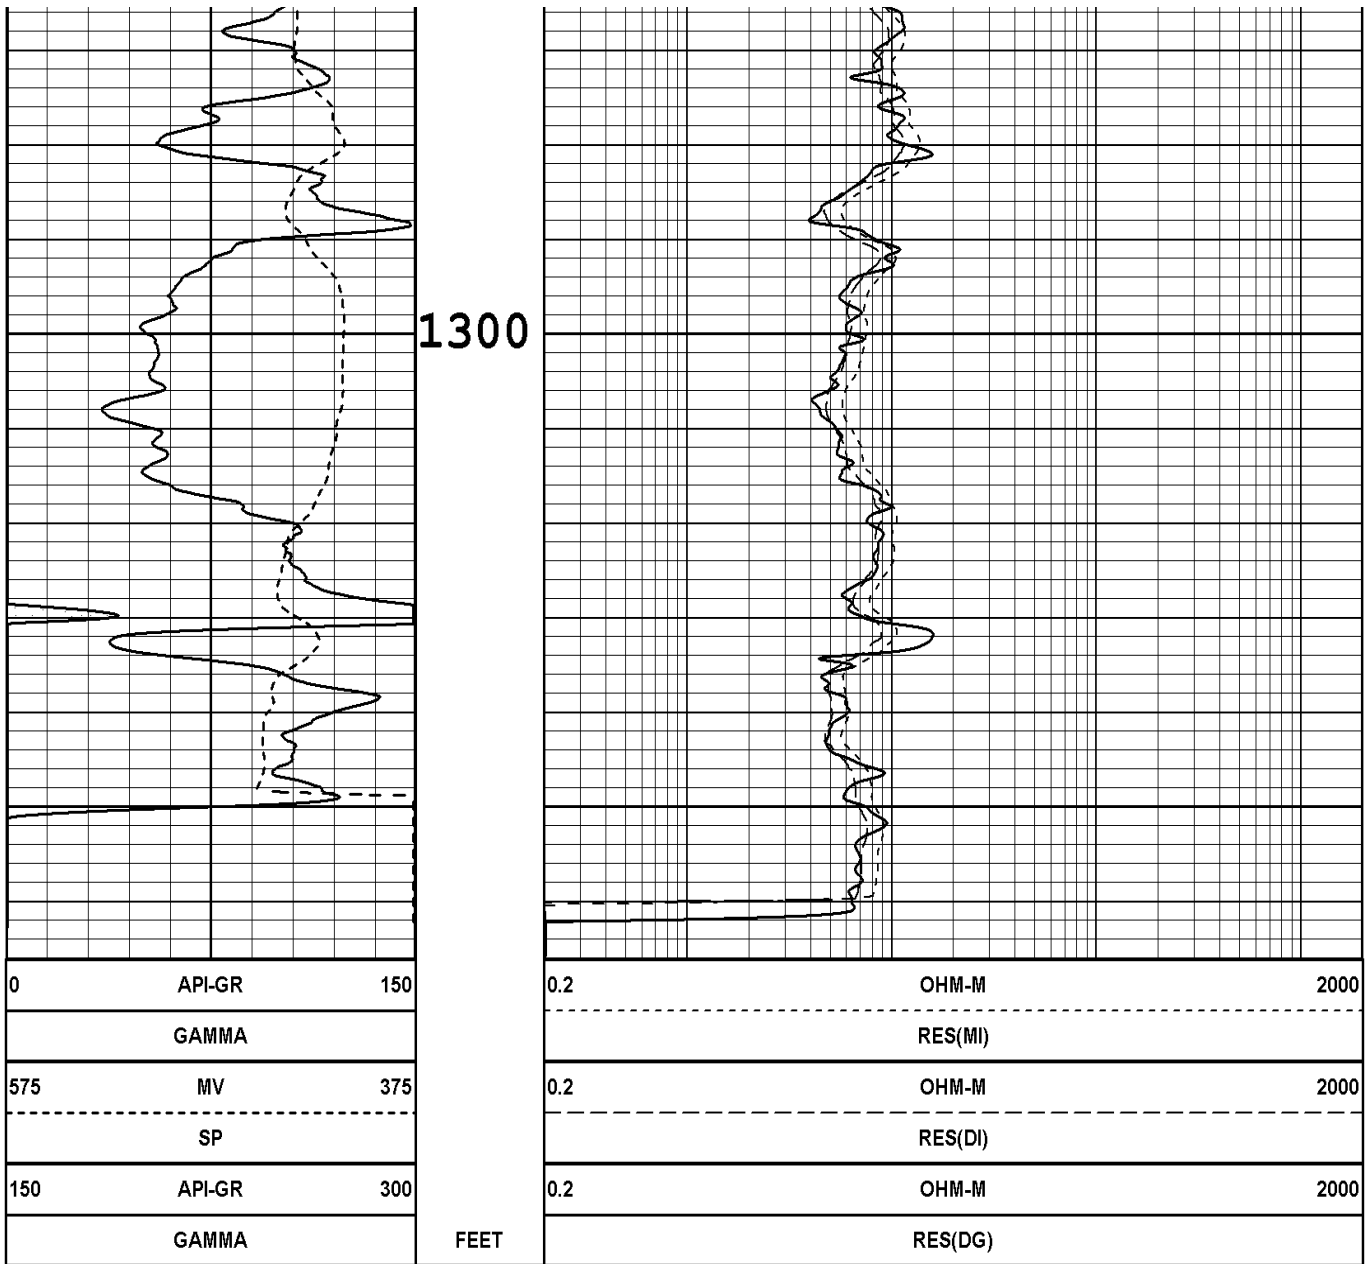 1300
0 API-GR 150 0.2 OHM-M 2000
GAMMA RES(MI)
575 MV 375 0.2 OHM-M 2000
SP RES(DI)
150 API-GR 300 0.2 OHM-M 2000
GAMMA FEET RES(DG)